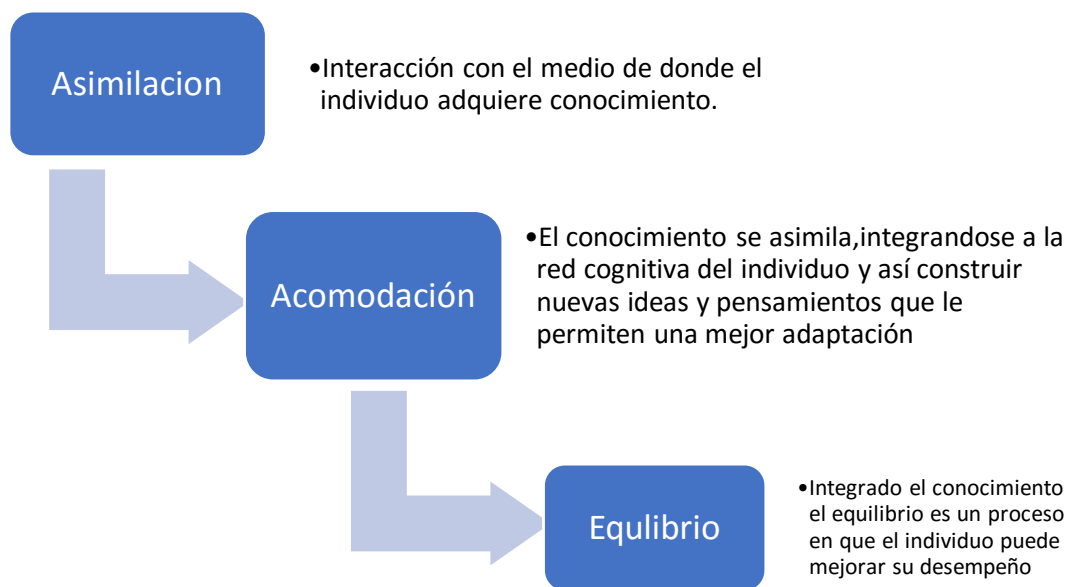 Asimilacion
•Interacción con el medio de donde el
individuo adquiere conocimiento.
Acomodación
•El conocimiento se asimila,integrandose a la
red cognitiva del individuo y así construir
nuevas ideas y pensamientos que le
permiten una mejor adaptación
Equlibrio
•Integrado el conocimiento
el equilibrio es un proceso
en que el individuo puede
mejorar su desempeño